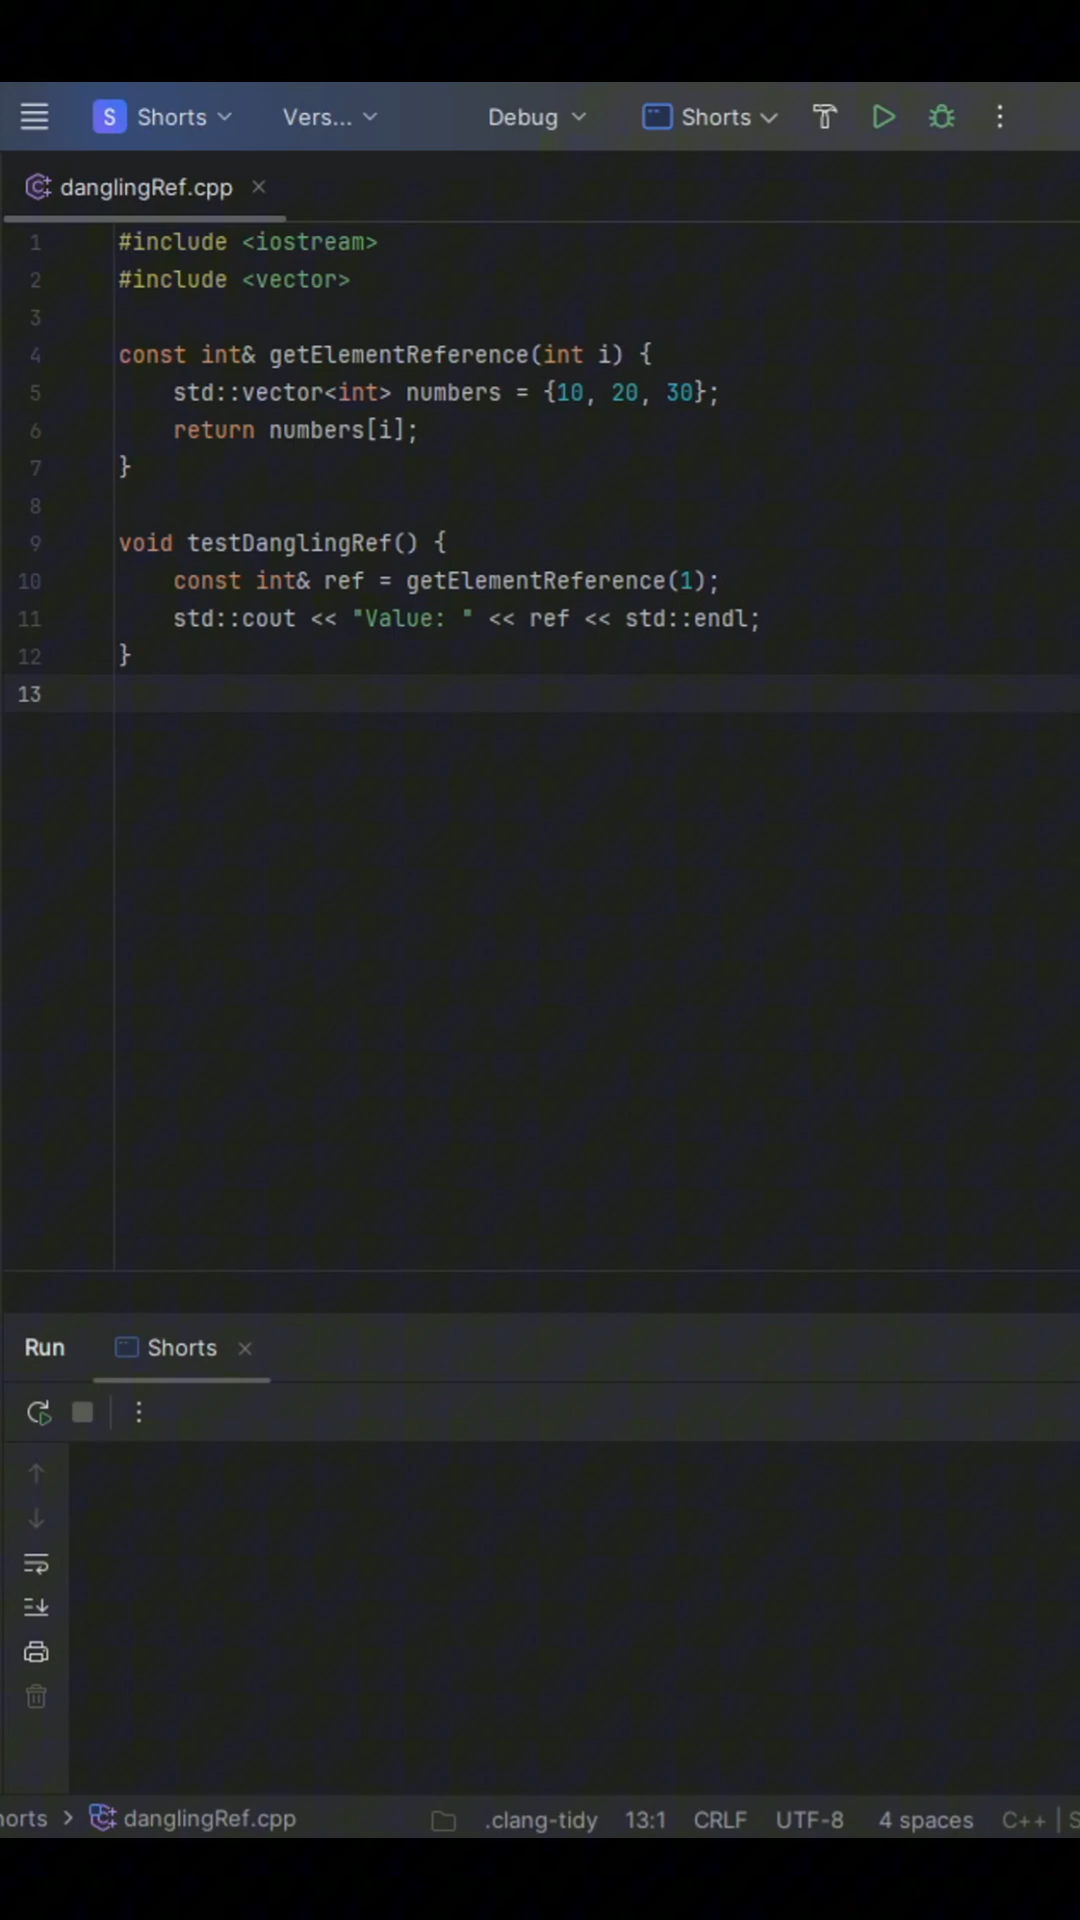 S Shorts Vers... Debug Shorts
danglingRef.cpp
1 #include <iostream>
2 #include <vector>
3
4 const int& getElementReference(int i) {
5     std::vector<int> numbers = {10, 20, 30};
6     return numbers[i];
7 }
8
9 void testDanglingRef() {
10     const int& ref = getElementReference(1);
11     std::cout << "Value: " << ref << std::endl;
12 }
13
Run Shorts
horts > danglingRef.cpp .clang-tidy 13:1 CRLF UTF-8 4 spaces C++ | S